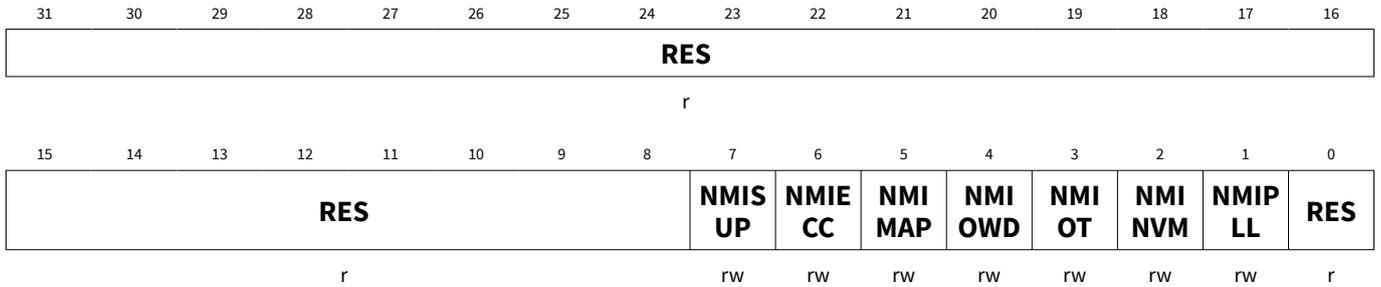 31 30 29 28 27 26 25 24 23 22 21 20 19 18 17 16
RES
r
15 14 13 12 11 10 9 8 7 6 5 4 3 2 1 0
RES NMIS NMIE NMI NMI NMI NMI NMIP RES
UP CC MAP OWD OT NVM LL
r rw rw rw rw rw rw rw r